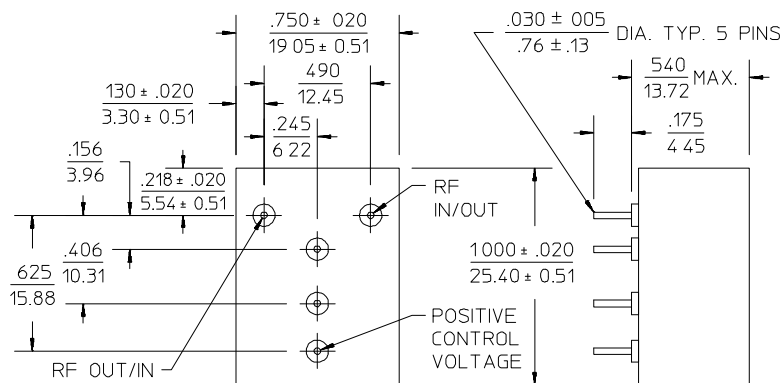 .750 ± 020
19 05 ± 0.51
.030 ± 005
.76 ± .13
DIA. TYP. 5 PINS
490
12.45
540
13.72
MAX.
130 ± .020
3.30 ± 0.51
.245
6 22
.175
4 45
.156
3.96
.218 ± .020
5.54 ± 0.51
RF
IN/OUT
.406
10.31
1000 ± .020
25.40 ± 0.51
625
15.88
POSITIVE
CONTROL
VOLTAGE
RF OUT/IN